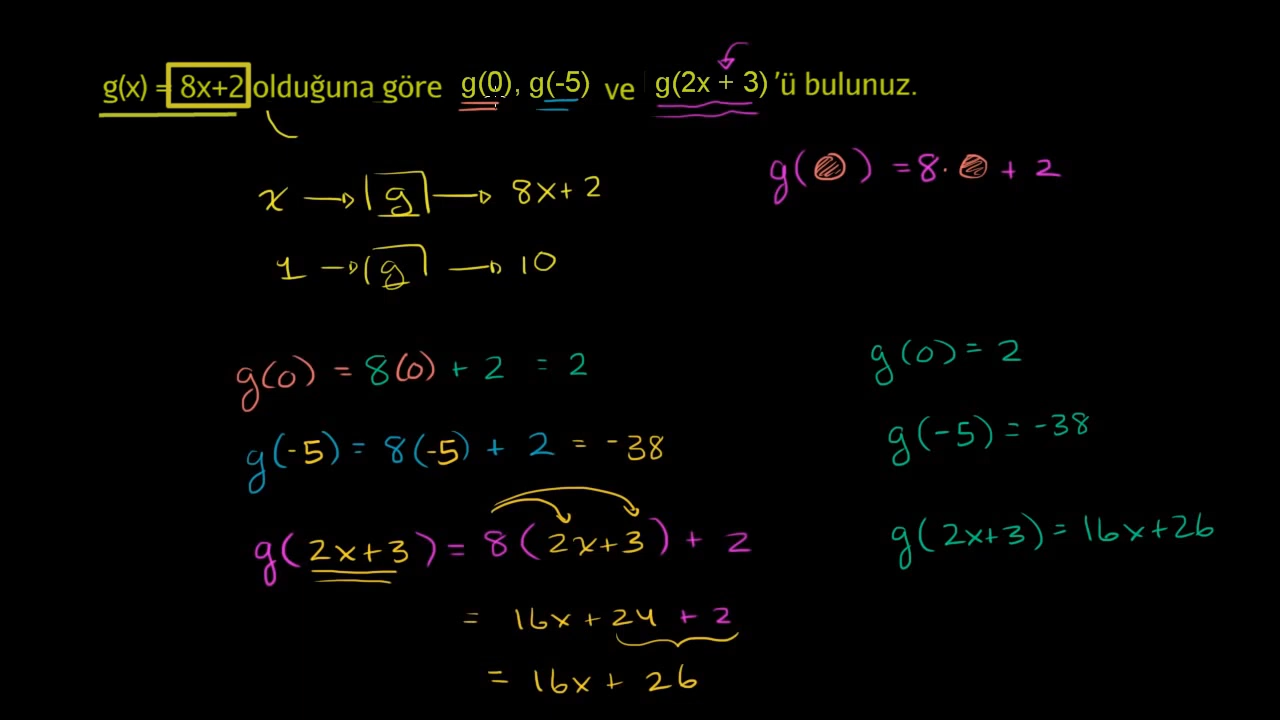 g(x) = 8x+2 olduğuna göre g(0), g(-5) ve g(2x + 3) 'ü bulunuz.
g( ) = 8· + 2
x → g → 8x+2
1 → g → 10
g(0) = 8(0) + 2 = 2
g(-5) = 8(-5) + 2 = -38
g(2x+3) = 8(2x+3) + 2
= 16x + 24 + 2
= 16x + 26
g(0) = 2
g(-5) = -38
g(2x+3) = 16x+26